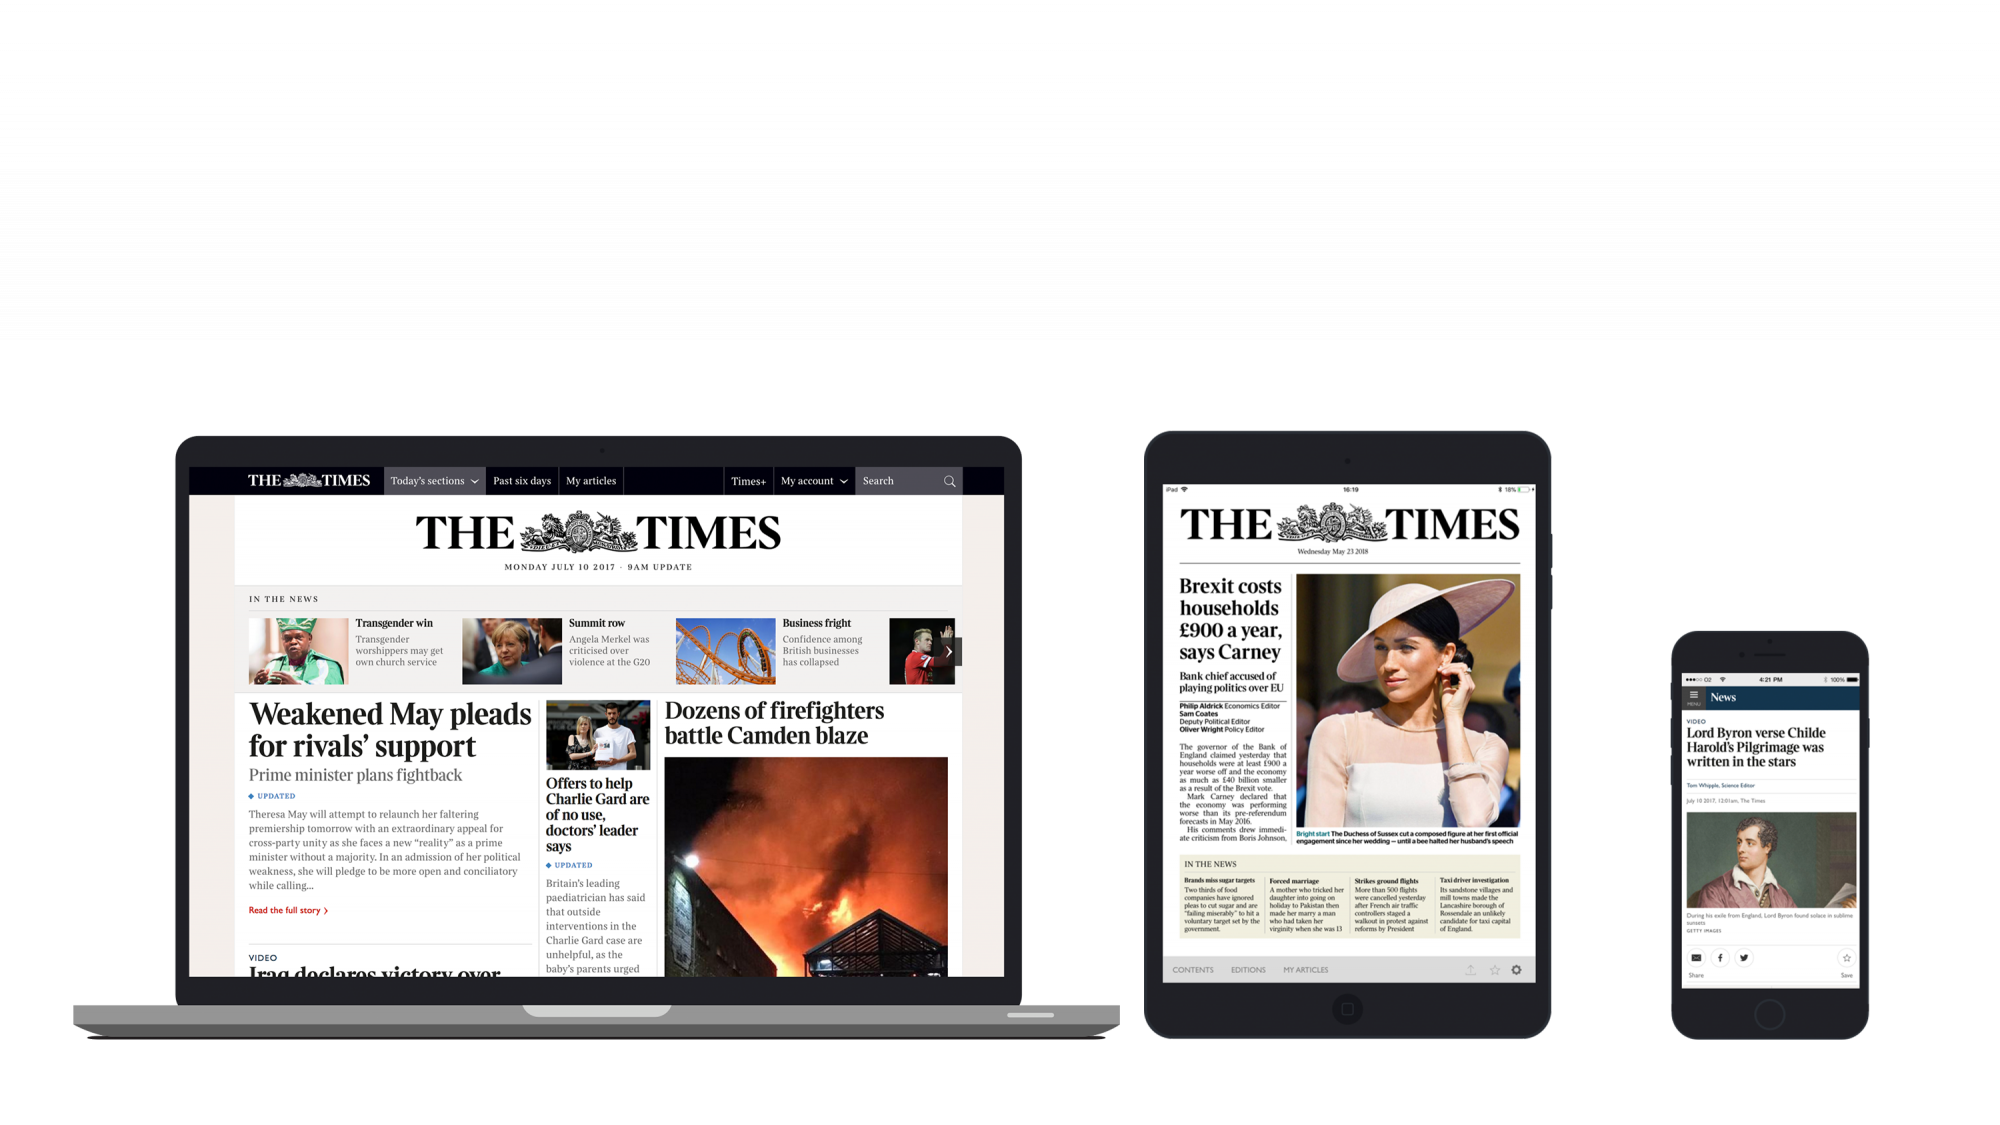 THE TIMES
Today's sections
Past six days
My articles
Times+
My account
Search
THE TIMES
MONDAY JULY 10 2017 · 9AM UPDATE
IN THE NEWS
Transgender win
Transgender
worshippers may get
own church service
Summit row
Angela Merkel was
criticised over
violence at the G20
Business fright
Confidence among
British businesses
has collapsed
Weakened May pleads
for rivals' support
Prime minister plans fightback
UPDATED
Theresa May will attempt to relaunch her faltering
premiership tomorrow with an extraordinary appeal for
cross-party unity as she faces a new "reality" as a prime
minister without a majority. In an admission of her political
weakness, she will pledge to be more open and conciliatory
while calling...
Read the full story
VIDEO
Iraq declares victory over
Offers to help
Charlie Gard are
of no use,
doctors' leader
says
UPDATED
Britain's leading
paediatrician has said
that outside
interventions in the
Charlie Gard case are
unhelpful, as the
baby's parents urged
Dozens of firefighters
battle Camden blaze
iPad
16:19
18%
THE TIMES
Wednesday May 23 2018
Brexit costs
households
£900 a year,
says Carney
Bank chief accused of
playing politics over EU
Philip Aldrick Economics Editor
Sam Coates
Deputy Political Editor
Oliver Wright Policy Editor
The governor of the Bank of
England claimed yesterday that
households were at least £900 a
year worse off and the economy
as much as £40 billion smaller
as a result of the Brexit vote.
Mark Carney declared that
the economy was performing
worse than its pre-referendum
forecasts in May 2016.
His comments drew immedi-
ate criticism from Boris Johnson,
Bright start The Duchess of Sussex cut a composed figure at her first official
engagement since her wedding — until a bee halted her husband's speech
IN THE NEWS
Brands miss sugar targets
Two thirds of food
companies have ignored
pleas to cut sugar and are
"failing miserably" to hit a
voluntary target set by the
government.
Forced marriage
A mother who tricked her
daughter into going on
holiday to Pakistan then
made her marry a man
who had taken her
virginity when she was 13
Strikes ground flights
More than 500 flights
were cancelled yesterday
after French air traffic
controllers staged a
walkout in protest against
reforms by President
Taxi driver investigation
Its sandstone villages and
mill towns made the
Lancashire borough of
Rossendale an unlikely
candidate for taxi capital
of England.
CONTENTS
EDITIONS
MY ARTICLES
O2
4:21 PM
100%
MENU
News
VIDEO
Lord Byron verse Childe
Harold's Pilgrimage was
written in the stars
Tom Whipple, Science Editor
July 10 2017, 12:01am, The Times
During his exile from England, Lord Byron found solace in sublime
sunsets
GETTY IMAGES
Share
Save